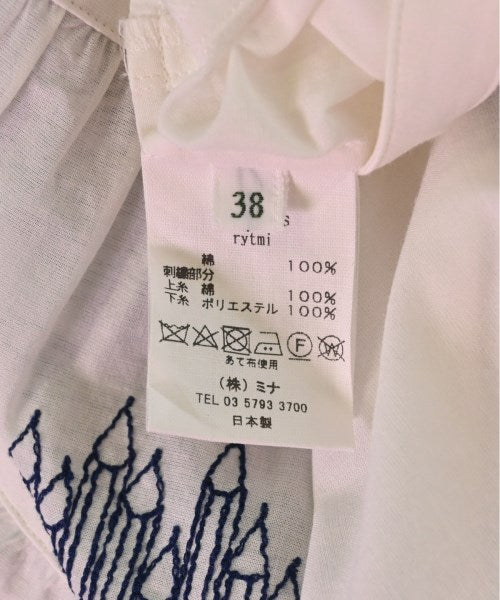 38
s
rytmi
綿 100%
刺繍部分
上糸 綿 100%
下糸 ポリエステル 100%
F W
あて布使用
(株) ミナ
TEL 03 5793 3700
日本製